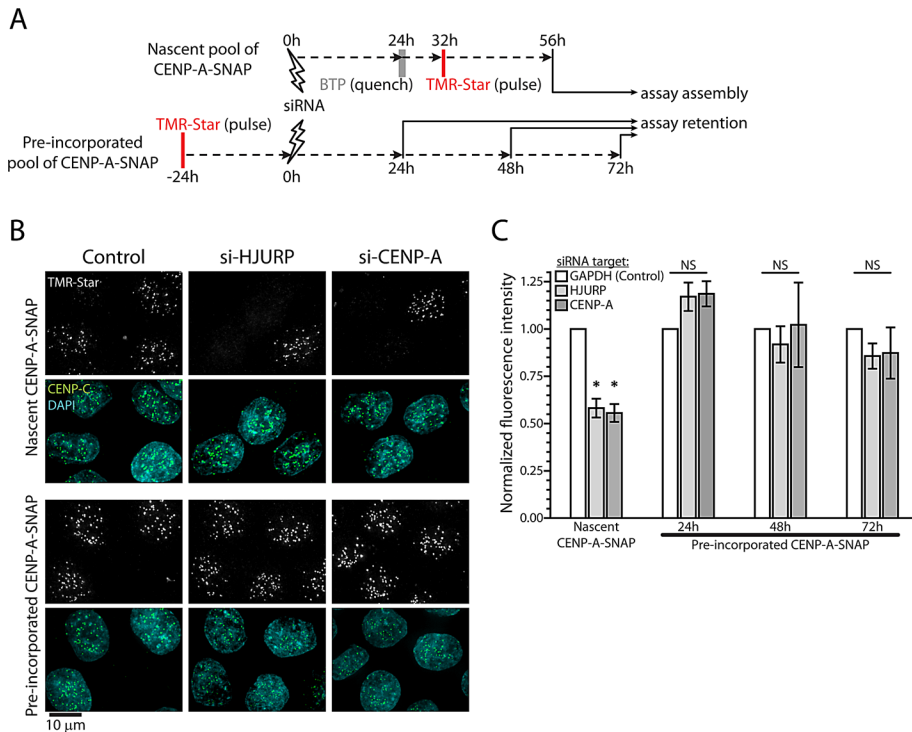 A
Nascent pool of
CENP-A-SNAP
0h
24h
32h
56h
BTP (quench)
TMR-Star (pulse)
assay assembly
siRNA
TMR-Star (pulse)
assay retention
Pre-incorporated
pool of CENP-A-SNAP
-24h
0h
24h
48h
72h
B
Control
si-HJURP
si-CENP-A
Nascent CENP-A-SNAP
TMR-Star
CENP-C
DAPI
Pre-incorporated CENP-A-SNAP
10 μm
C
siRNA target:
GAPDH (Control)
HJURP
CENP-A
NS
NS
NS
Normalized fluorescence intensity
1.25
1.00
0.75
0.50
0.25
0
* *
Nascent
CENP-A-SNAP
24h
48h
72h
Pre-incorporated CENP-A-SNAP